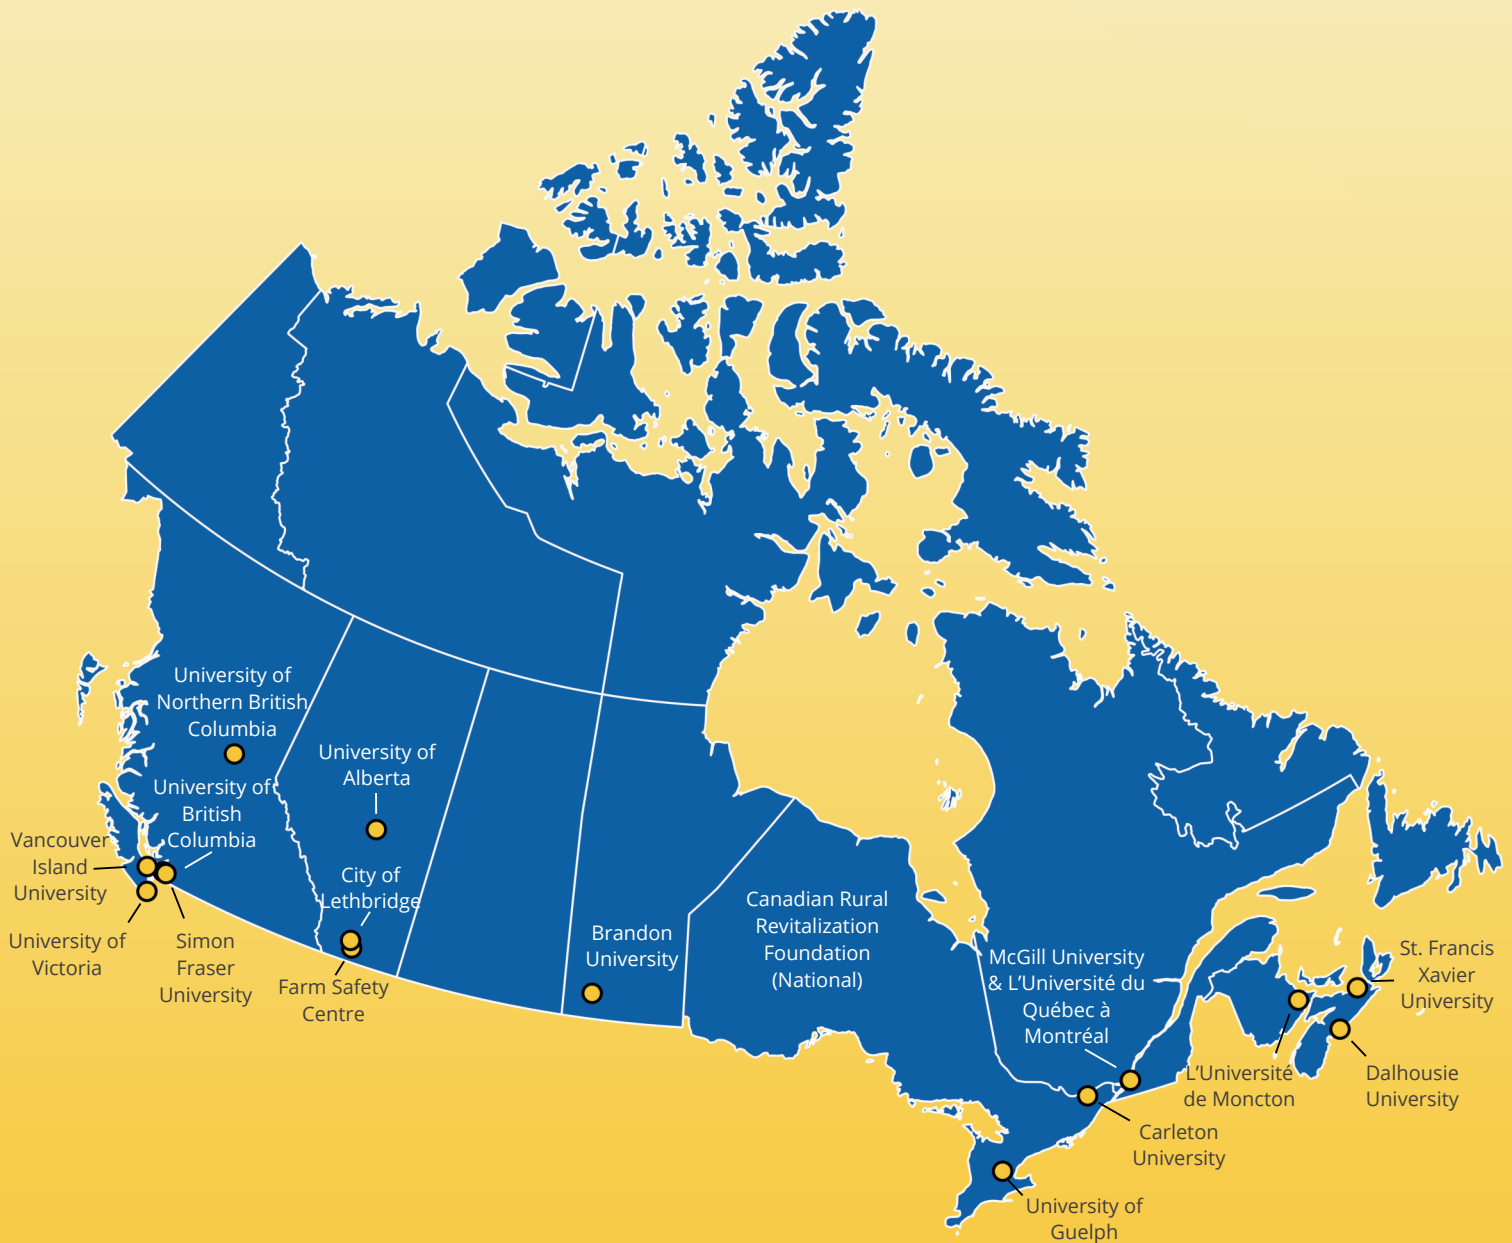 University of
Northern British
Columbia
University of
British
Columbia
Vancouver
Island
University
University of
Victoria
Simon
Fraser
University
University of
Alberta
City of
Lethbridge
Farm Safety
Centre
Brandon
University
Canadian Rural
Revitalization
Foundation
(National)
McGill University
& L'Université du
Québec à
Montréal
St. Francis
Xavier
University
L'Université
de Moncton
Dalhousie
University
Carleton
University
University of
Guelph